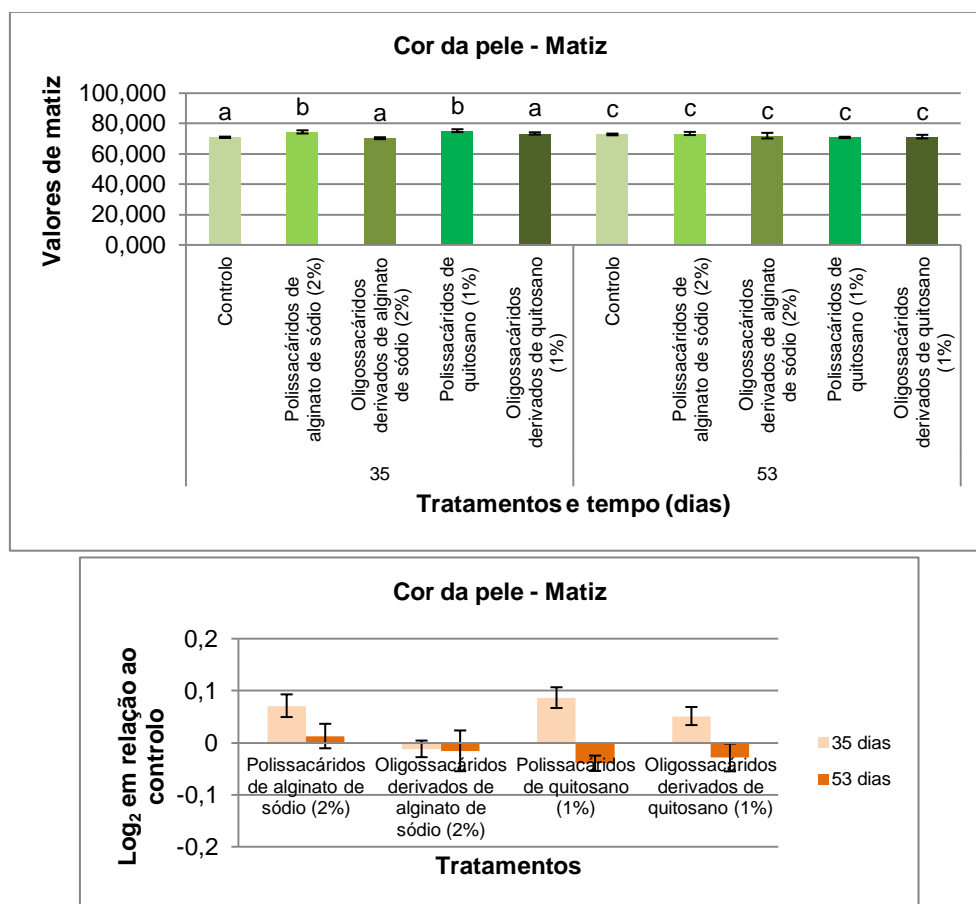 Cor da pele - Matiz
Valores de matiz
100,000
80,000
60,000
40,000
20,000
0,000
a
b
a
b
a
c
c
c
c
c
Controlo
Polissacáridos de
alginato de sódio (2%)
Oligossacáridos
derivados de alginato
de sódio (2%)
Polissacáridos de
quitosano (1%)
Oligossacáridos
derivados de quitosano
(1%)
Controlo
Polissacáridos de
alginato de sódio (2%)
Oligossacáridos
derivados de alginato
de sódio (2%)
Polissacáridos de
quitosano (1%)
Oligossacáridos
derivados de quitosano
(1%)
35
53
Tratamentos e tempo (dias)
Cor da pele - Matiz
Log₂ em relação ao
controlo
0,2
0,1
0
-0,1
-0,2
Polissacáridos
de alginato de
sódio (2%)
Oligossacáridos
derivados de
alginato de
sódio (2%)
Polissacáridos
de quitosano
(1%)
Oligossacáridos
derivados de
quitosano (1%)
35 dias
53 dias
Tratamentos